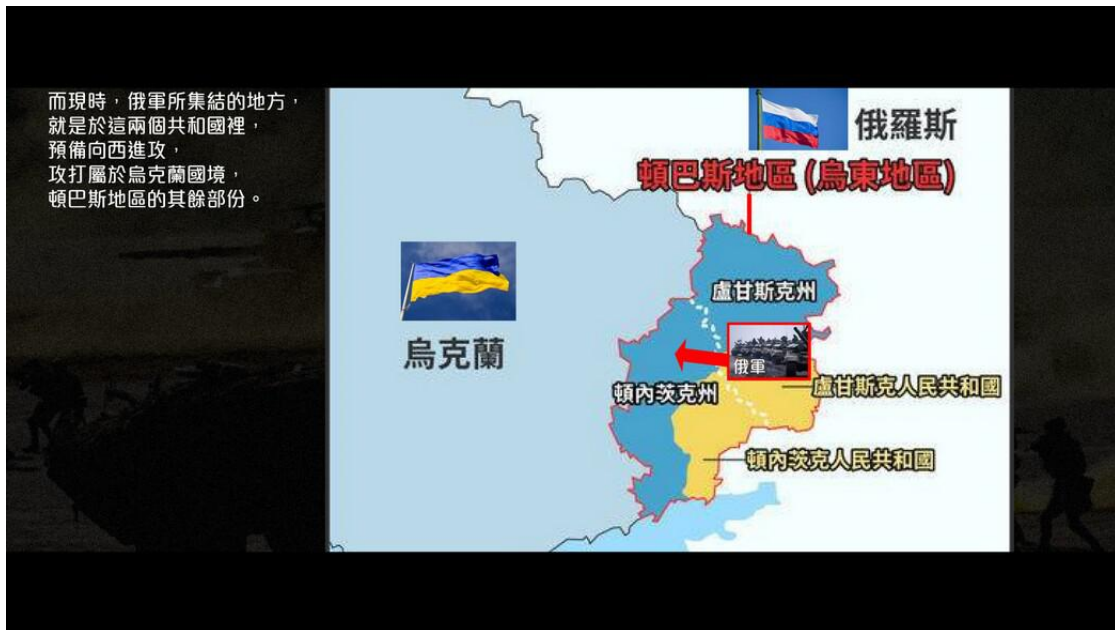 而現時，俄軍所集結的地方，
就是於這兩個共和國裡，
預備向西進攻，
攻打屬於烏克蘭國境，
頓巴斯地區的其餘部份。
俄羅斯
頓巴斯地區 (烏東地區)
盧甘斯克州
烏克蘭
俄軍
頓內茨克州
盧甘斯克人民共和國
頓內茨克人民共和國